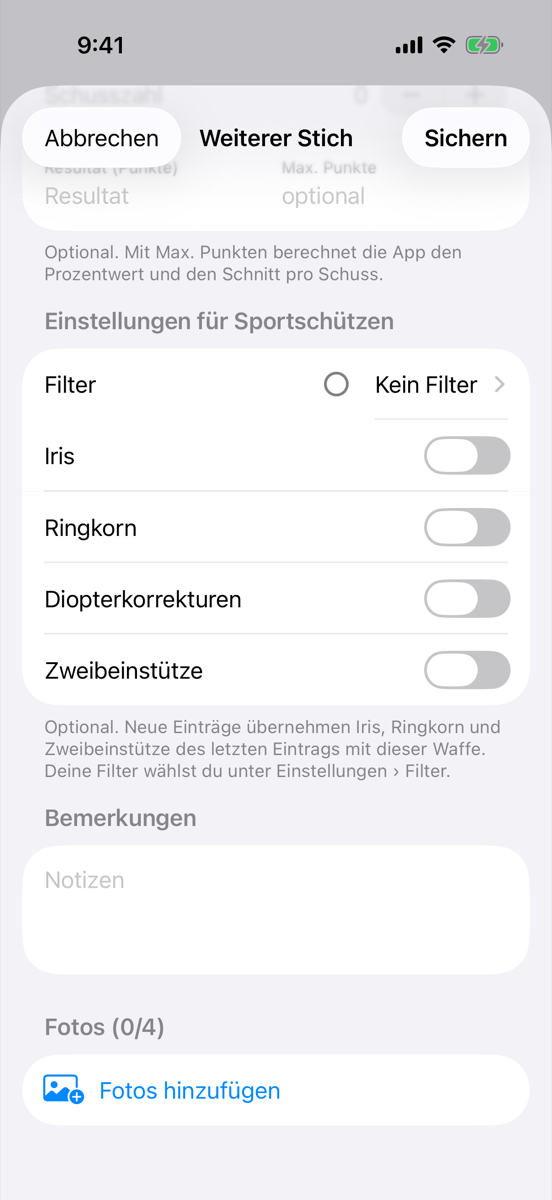 9:41
Schusszahl
0
Abbrechen
Weiterer Stich
Sichern
Resultat (Punkte)
Max. Punkte
Resultat
optional
Optional. Mit Max. Punkten berechnet die App den
Prozentwert und den Schnitt pro Schuss.
Einstellungen für Sportschützen
Filter
Kein Filter
Iris
Ringkorn
Diopterkorrekturen
Zweibeinstütze
Optional. Neue Einträge übernehmen Iris, Ringkorn und
Zweibeinstütze des letzten Eintrags mit dieser Waffe.
Deine Filter wählst du unter Einstellungen › Filter.
Bemerkungen
Notizen
Fotos (0/4)
Fotos hinzufügen